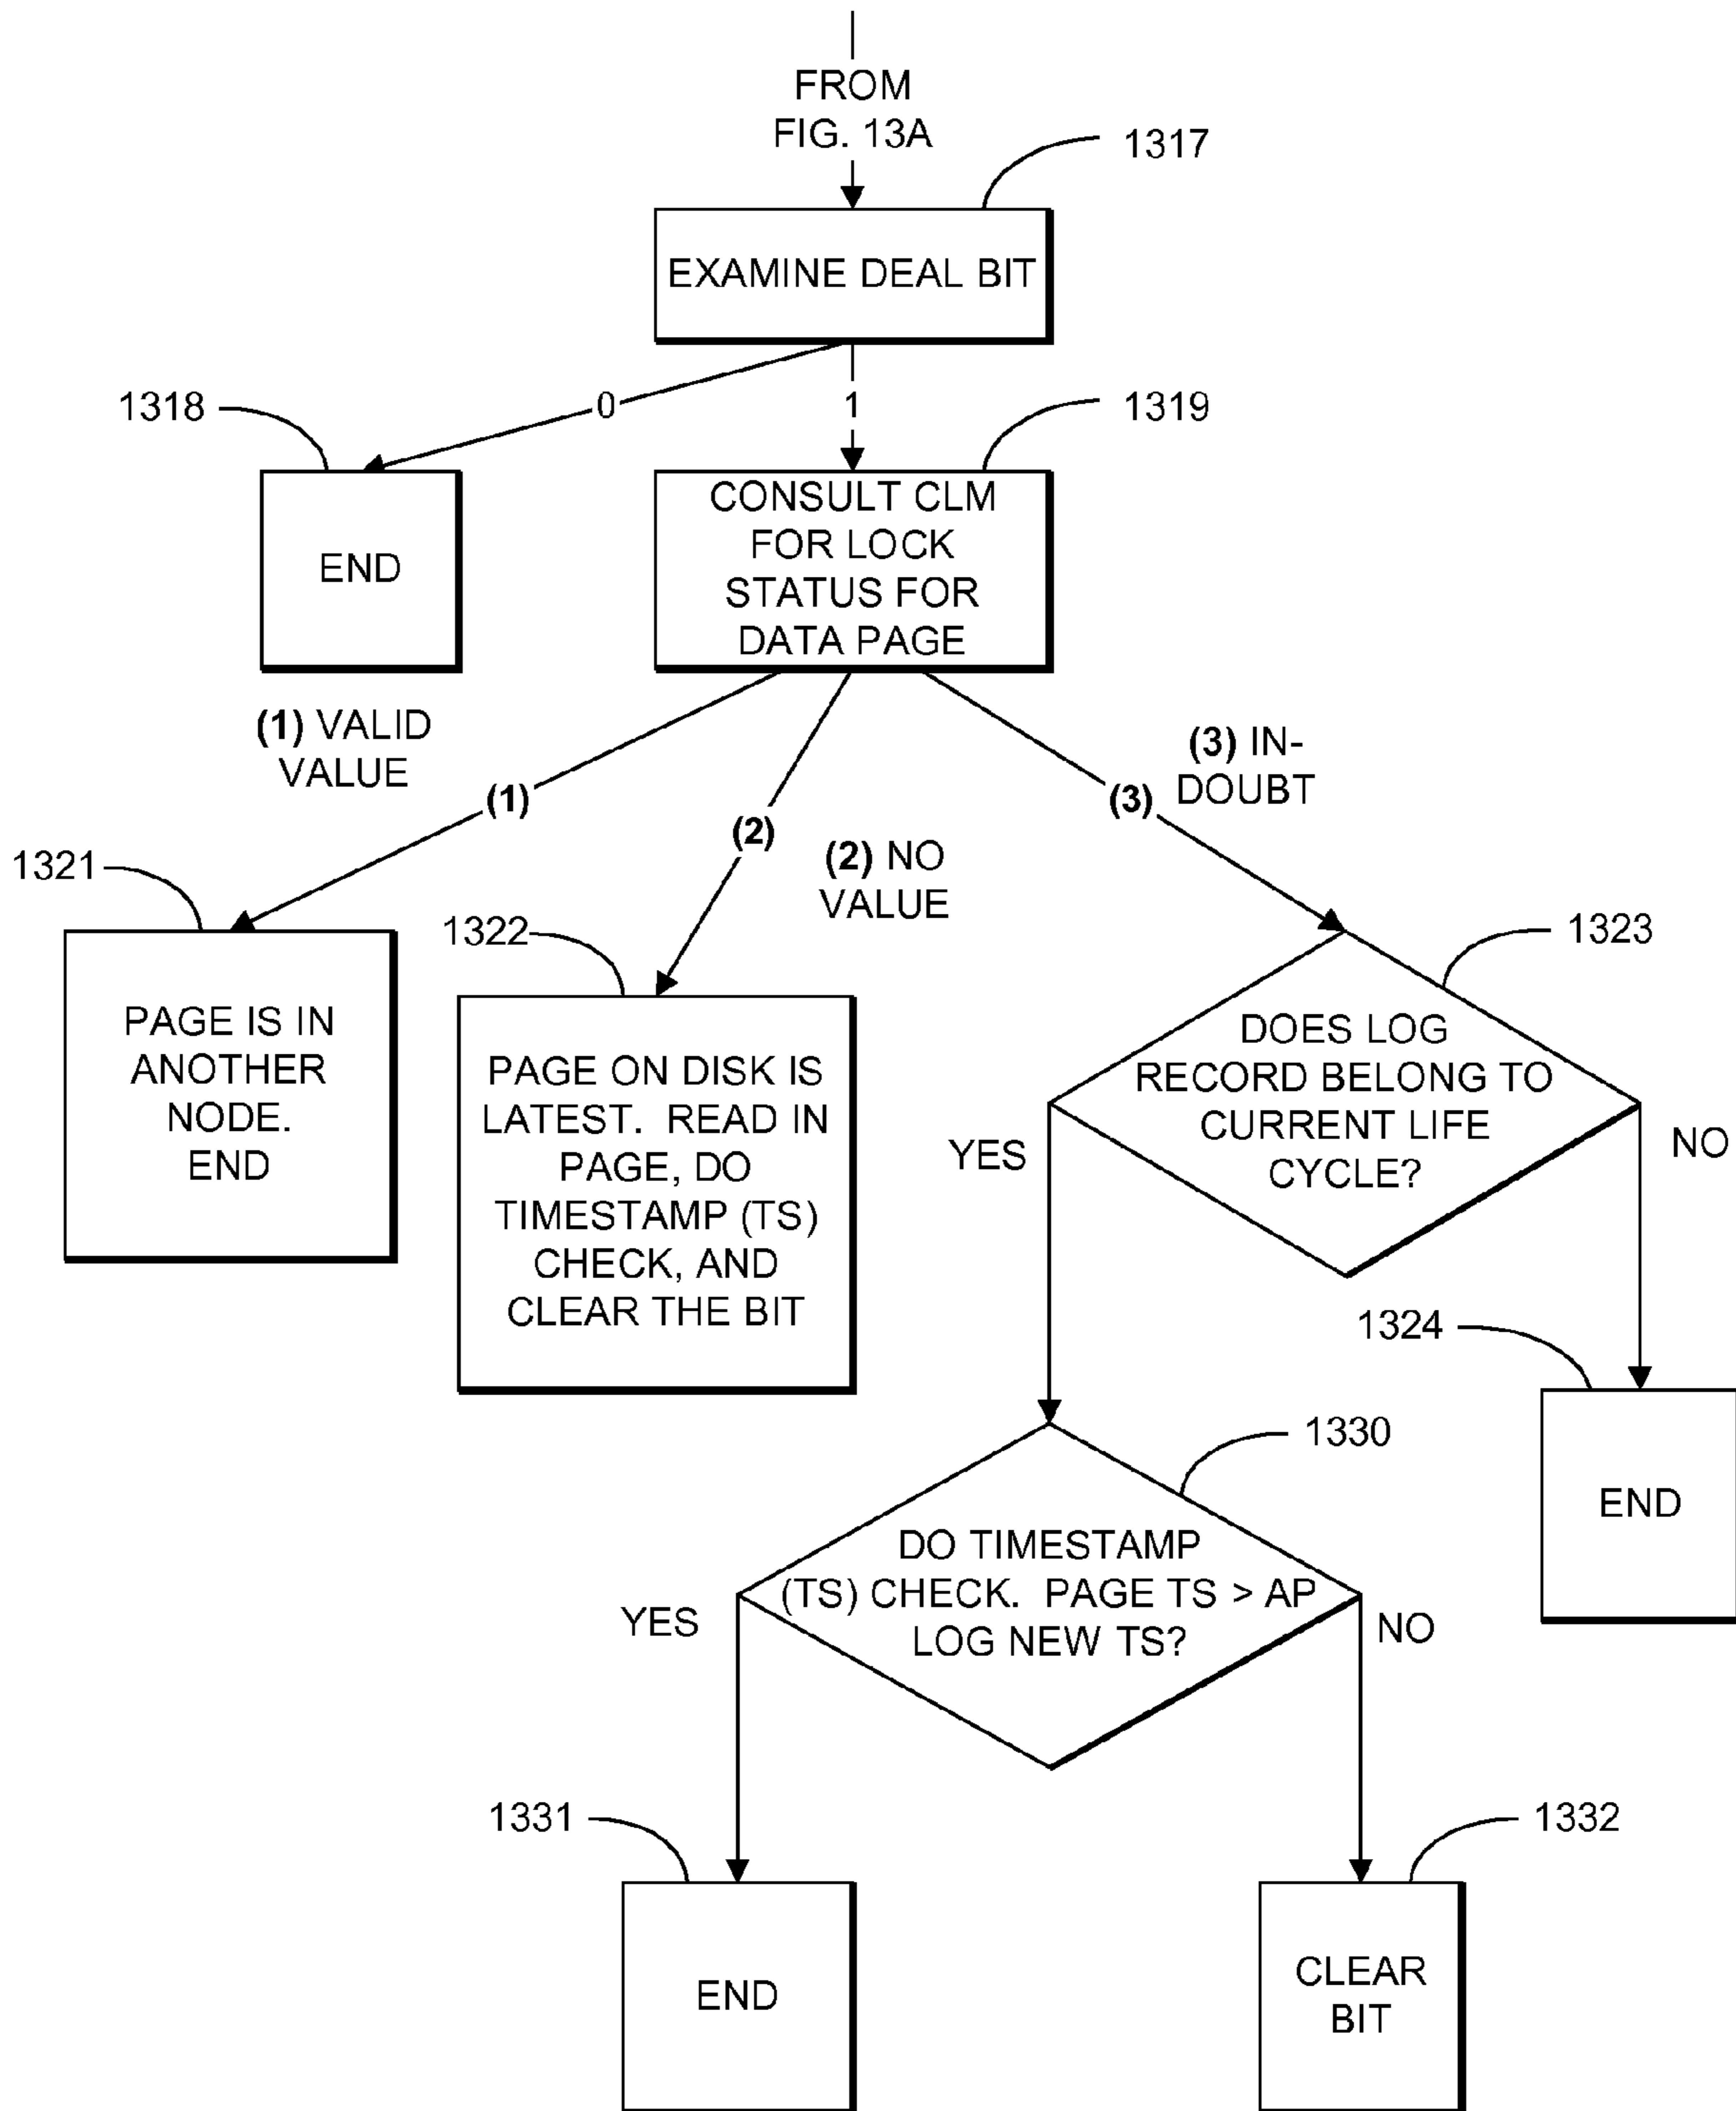 FROM
FIG. 13A
1317
EXAMINE DEAL BIT
0
1
1318
1319
END
CONSULT CLM
FOR LOCK
STATUS FOR
DATA PAGE
(1) VALID
VALUE
(1)
(2)
(3)
(3) IN-
DOUBT
(2) NO
VALUE
1321
1322
1323
PAGE IS IN
ANOTHER
NODE.
END
PAGE ON DISK IS
LATEST. READ IN
PAGE, DO
TIMESTAMP (TS)
CHECK, AND
CLEAR THE BIT
DOES LOG
RECORD BELONG TO
CURRENT LIFE
CYCLE?
YES
NO
1324
END
1330
DO TIMESTAMP
(TS) CHECK. PAGE TS > AP
LOG NEW TS?
YES
NO
1331
1332
END
CLEAR
BIT